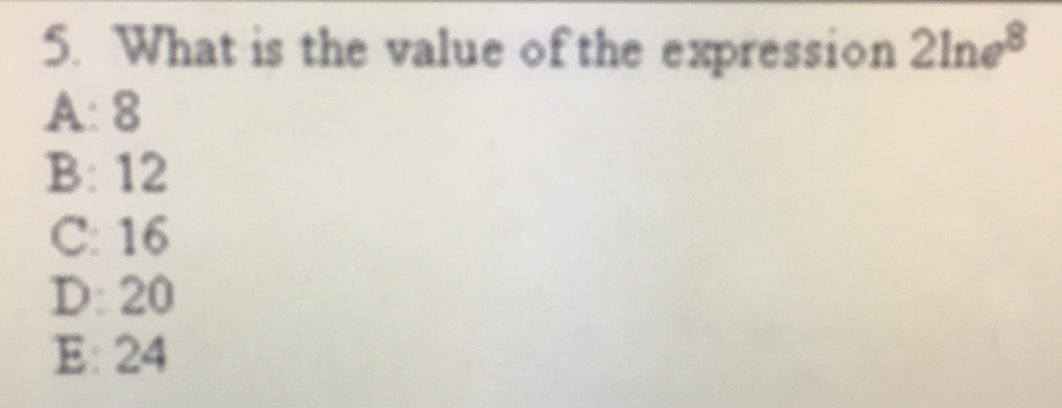 5. What is the value of the expression 2lne⁸
A: 8
B: 12
C: 16
D: 20
E: 24